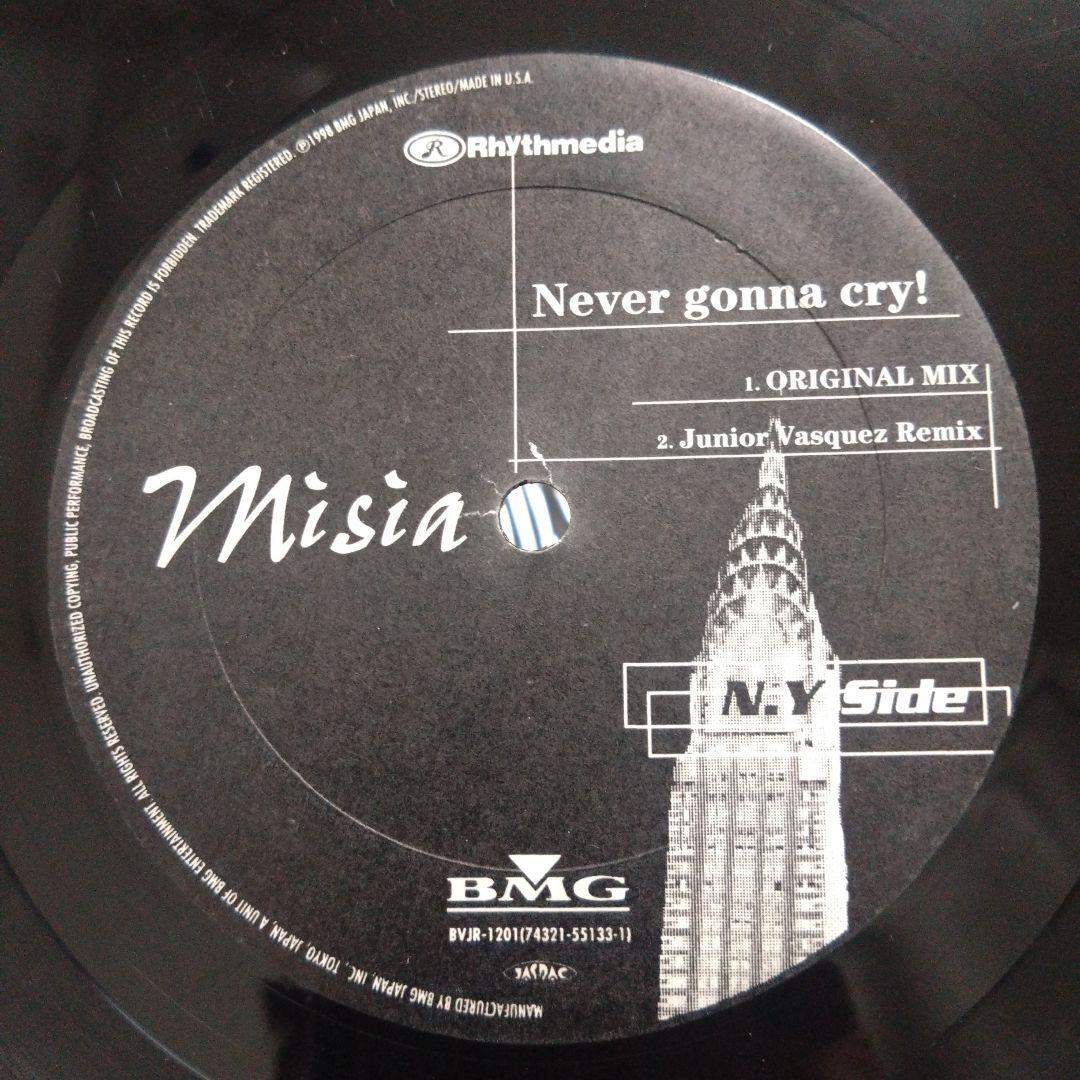 Rhythmedia
Never gonna cry!
1. ORIGINAL MIX
2. Junior Vasquez Remix
Misia
N.Y Side
BMG
BVJR-1201(74321-55133-1)
JASRAC
MANUFACTURED BY BMG JAPAN, INC. TOKYO, JAPAN, A UNIT OF BMG ENTERTAINMENT. ALL RIGHTS RESERVED. UNAUTHORIZED COPYING, PUBLIC PERFORMANCE, BROADCASTING OF THIS RECORD IS FORBIDDEN. TRADEMARK REGISTERED. ℗1998 BMG JAPAN, INC./STEREO/MADE IN U.S.A.